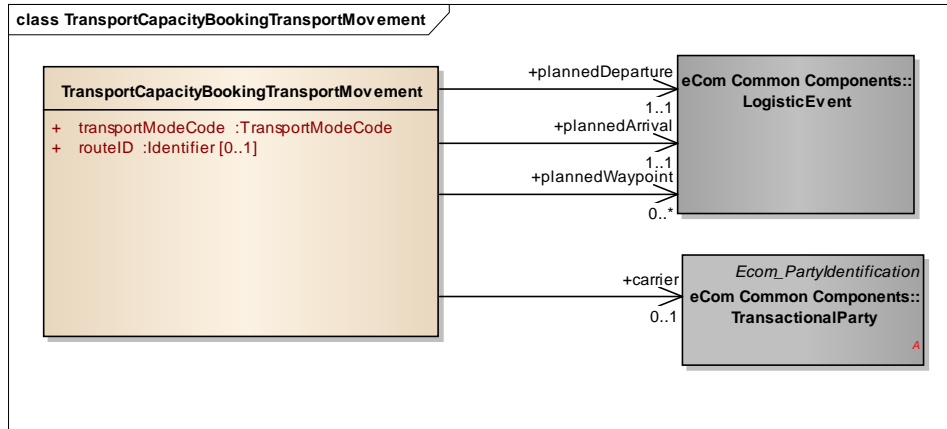 class TransportCapacityBookingTransportMovement
TransportCapacityBookingTransportMovement
+ transportModeCode :TransportModeCode
+ routeID :Identifier [0..1]
+plannedDeparture
1..1
+plannedArrival
1..1
+plannedWaypoint
0..*
eCom Common Components::
LogisticEvent
+carrier
0..1
Ecom_PartyIdentification
eCom Common Components::
TransactionalParty
A